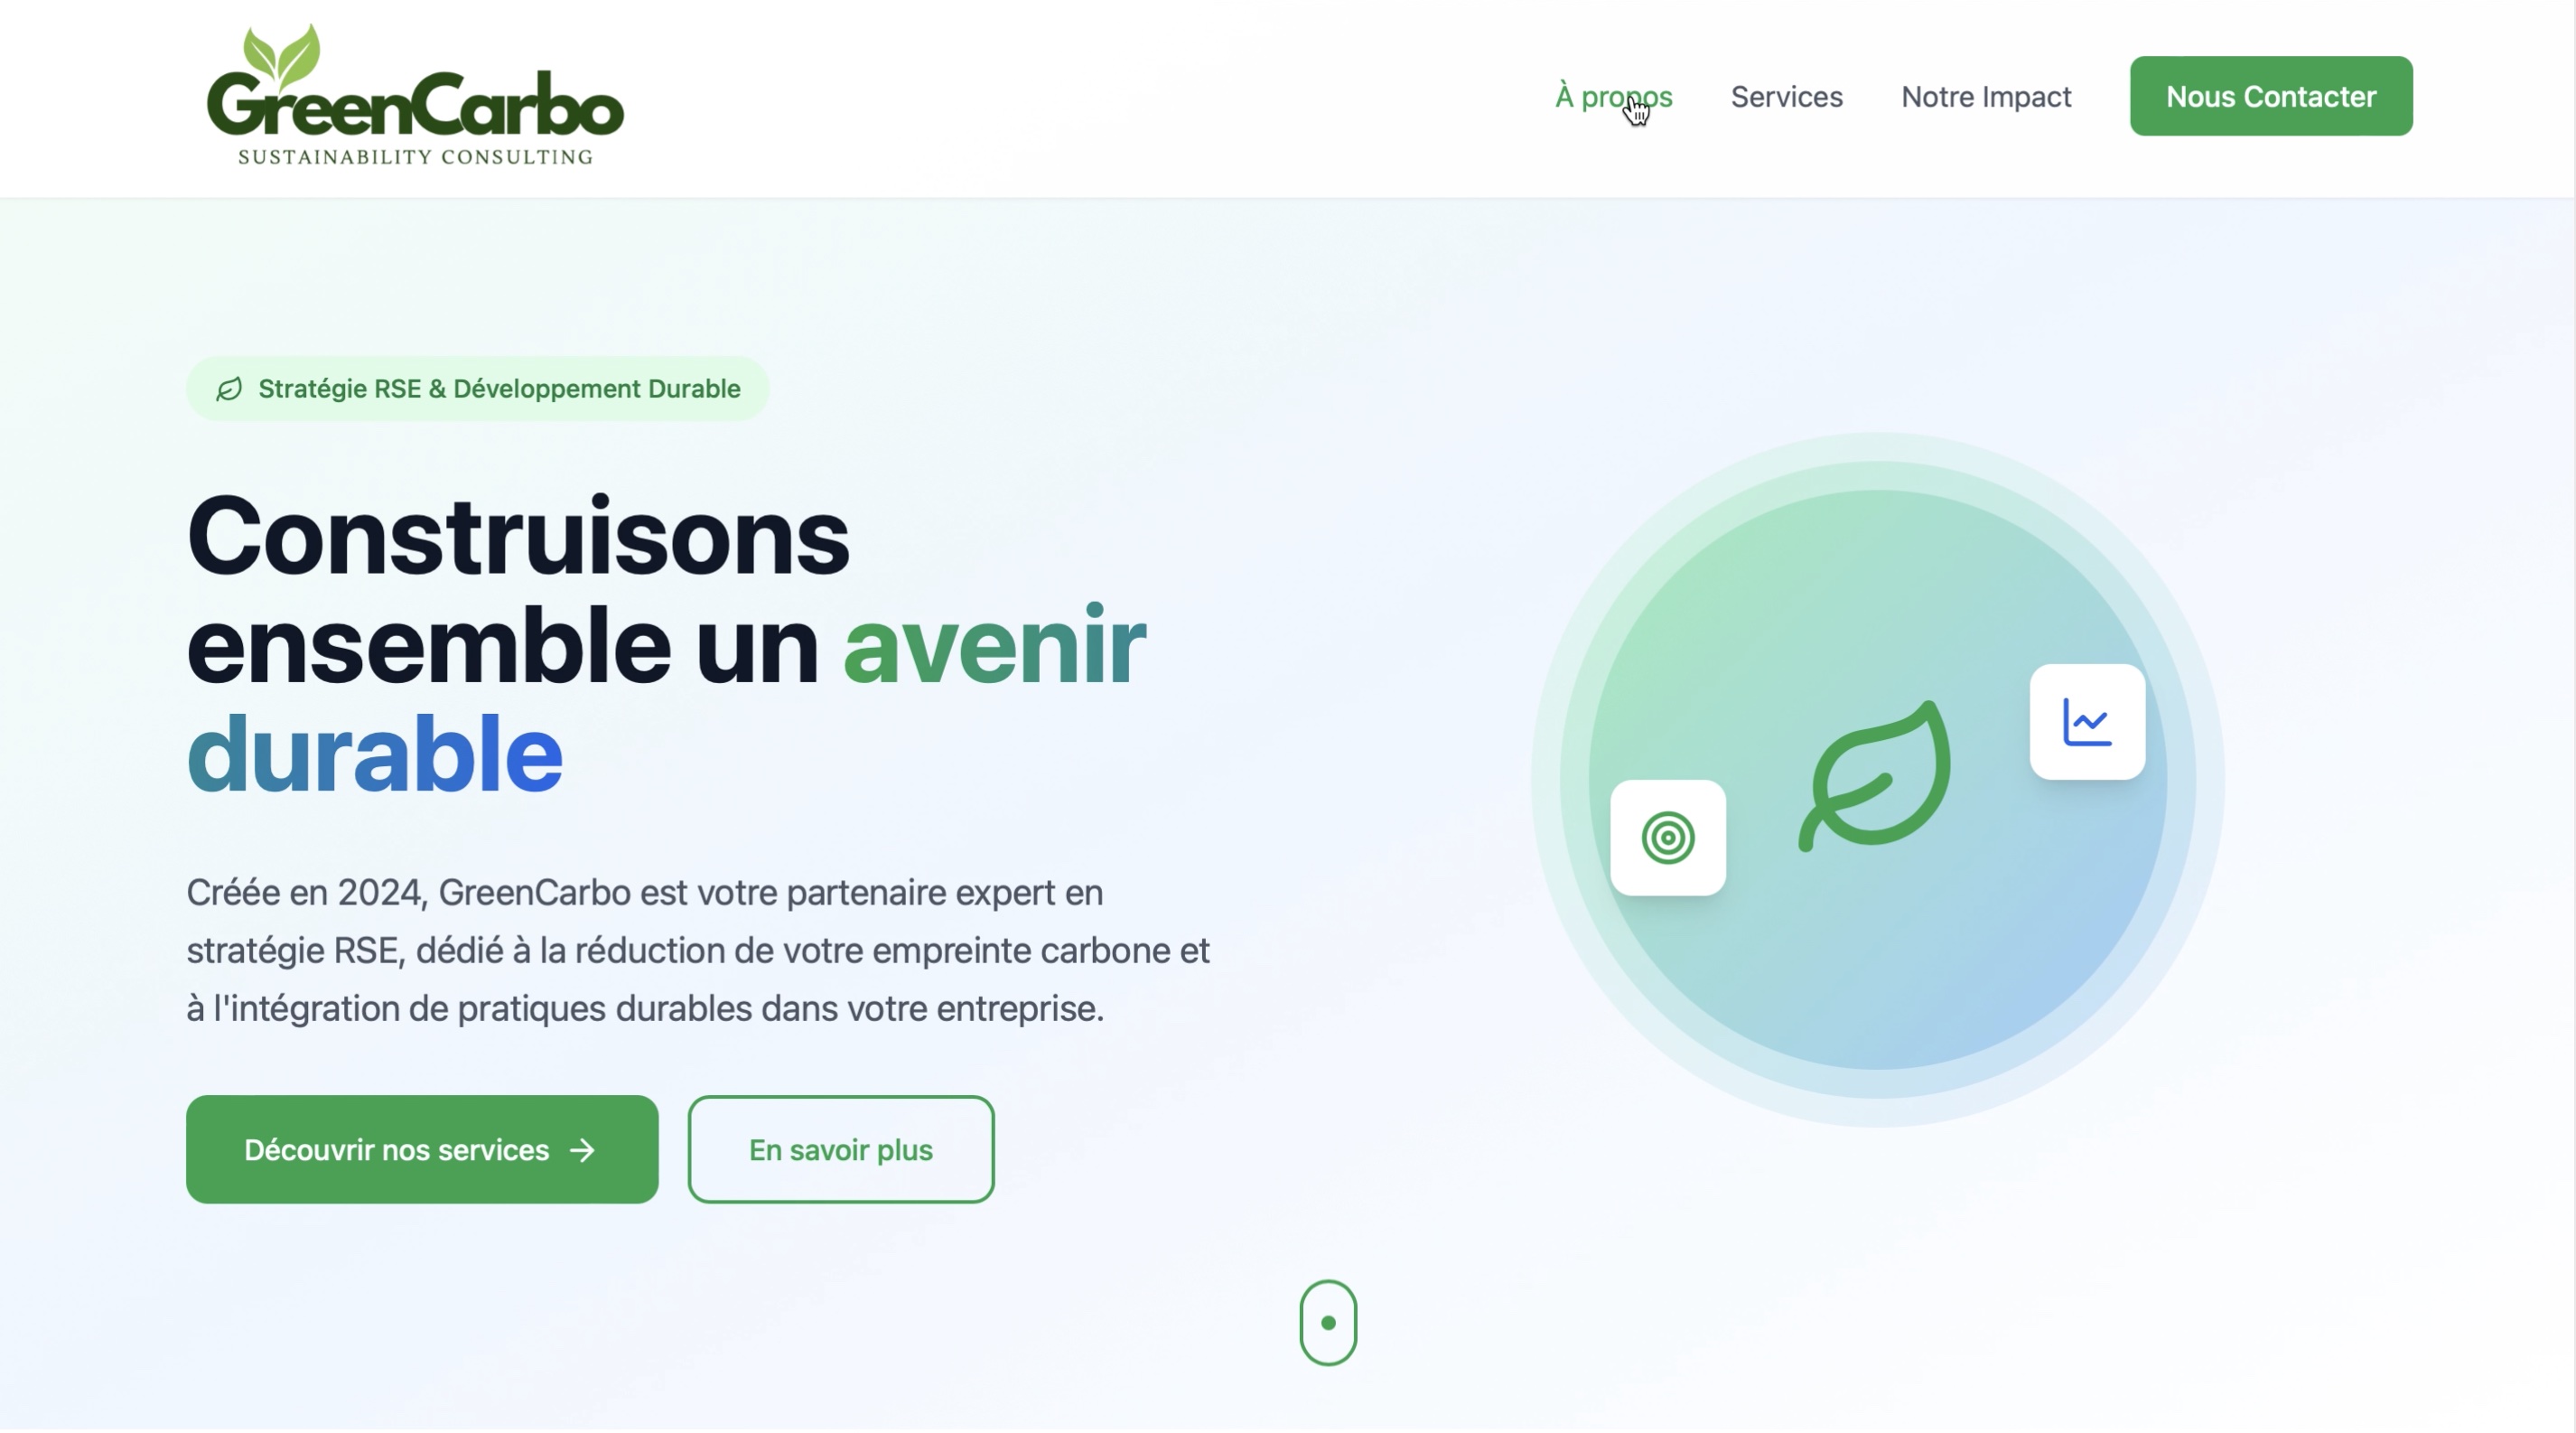 GreenCarbo
SUSTAINABILITY CONSULTING
À propos
Services
Notre Impact
Nous Contacter
Stratégie RSE & Développement Durable
Construisons
ensemble un avenir
durable
Créée en 2024, GreenCarbo est votre partenaire expert en
stratégie RSE, dédié à la réduction de votre empreinte carbone et
à l'intégration de pratiques durables dans votre entreprise.
Découvrir nos services →
En savoir plus